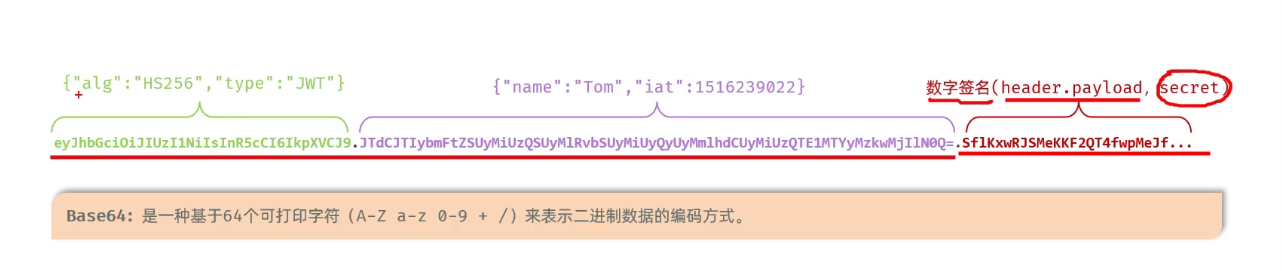 {"alg":"HS256","type":"JWT"}
{"name":"Tom","iat":1516239022}
数字签名(header.payload, secret)
eyJhbGciOiJIUzI1NiIsInR5cCI6IkpXVCJ9.JTdCJTIybmFtZSUyMiUzQSUyMlRvbSUyMiUyQyUyMmlhdCUyMiUzQTE1MTYyMzkwMjIlN0Q=.SflKxwRJSMeKKF2QT4fwpMeJf...
Base64: 是一种基于64个可打印字符（A-Z a-z 0-9 + /）来表示二进制数据的编码方式。